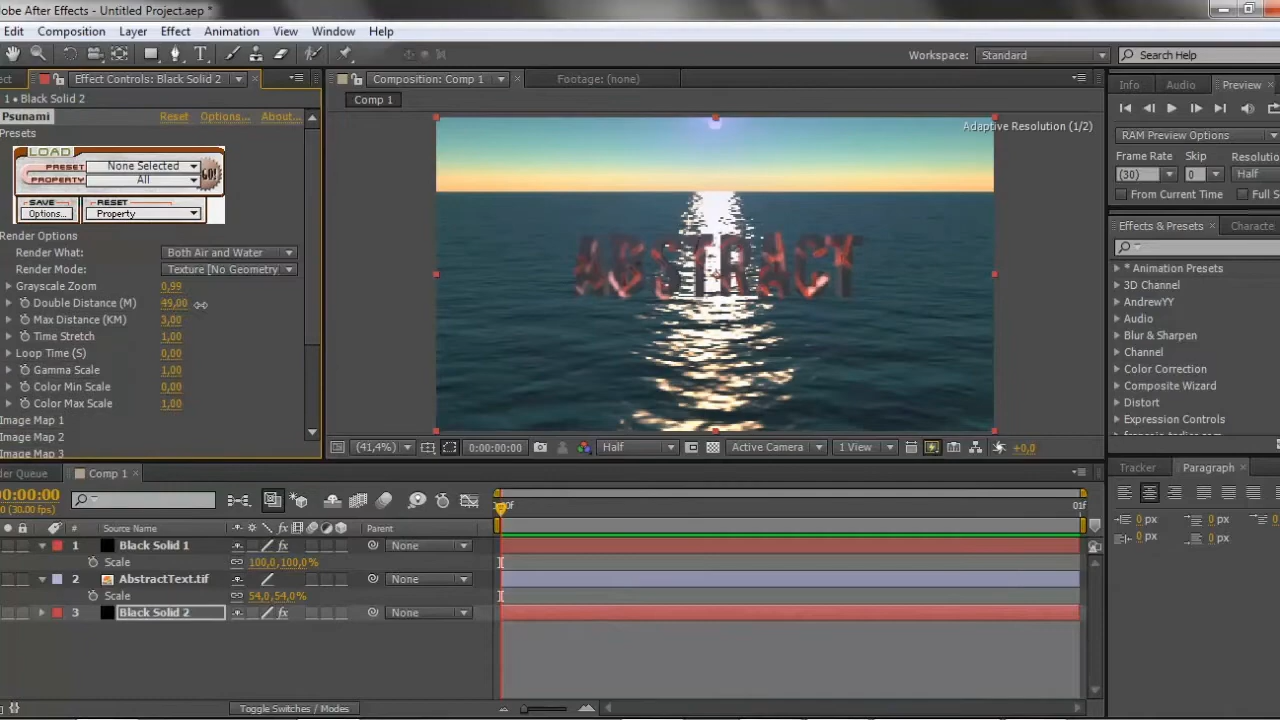 dobe After Effects - Untitled Project.aep *
Edit Composition Layer Effect Animation View Window Help
Workspace: Standard Search Help
ect Effect Controls: Black Solid 2 Composition: Comp 1 Footage: (none) Info Audio Preview
1 • Black Solid 2 Comp 1
Psunami Reset Options... About...
Presets
LOAD
PRESET None Selected
PROPERTY All
GO!
SAVE RESET
Options... Property
Render Options
Render What: Both Air and Water
Render Mode: Texture [No Geometry
Grayscale Zoom 0,99
Double Distance (M) 49,00
Max Distance (KM) 3,00
Time Stretch 1,00
Loop Time (S) 0,00
Gamma Scale 1,00
Color Min Scale 0,00
Color Max Scale 1,00
Image Map 1
Image Map 2
Image Map 3
Adaptive Resolution (1/2)
ABSTRACT
(41,4%) 0:00:00:00 Half Active Camera 1 View +0,0
RAM Preview Options
Frame Rate Skip Resolutio
(30) 0 Half
From Current Time Full S
Effects & Presets Characte
* Animation Presets
3D Channel
AndrewYY
Audio
Blur & Sharpen
Channel
Color Correction
Composite Wizard
Distort
Expression Controls
Tracker Paragraph
0 px 0 px
0 px 0 px
der Queue Comp 1
00:00:00
0 (30.00 fps)
# Source Name Parent
00f 01f
1 Black Solid 1 fx None
Scale 100,0,100,0%
2 AbstractText.tif None
Scale 54,0,54,0%
3 Black Solid 2 fx None
Toggle Switches / Modes